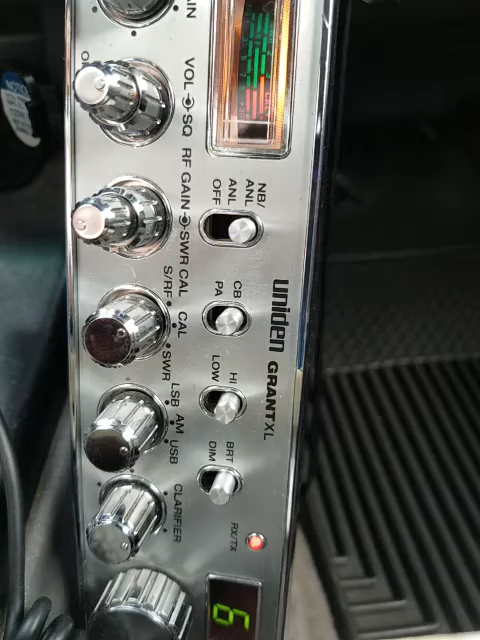 AIN
VOL SQ
RF GAIN SWR CAL
NB/
ANL
ANL
OFF
CB
PA
uniden GRANT XL
S/RF CAL SWR
HI
LOW
LSB AM USB
BRT
DIM
CLARIFIER
RX/TX
6